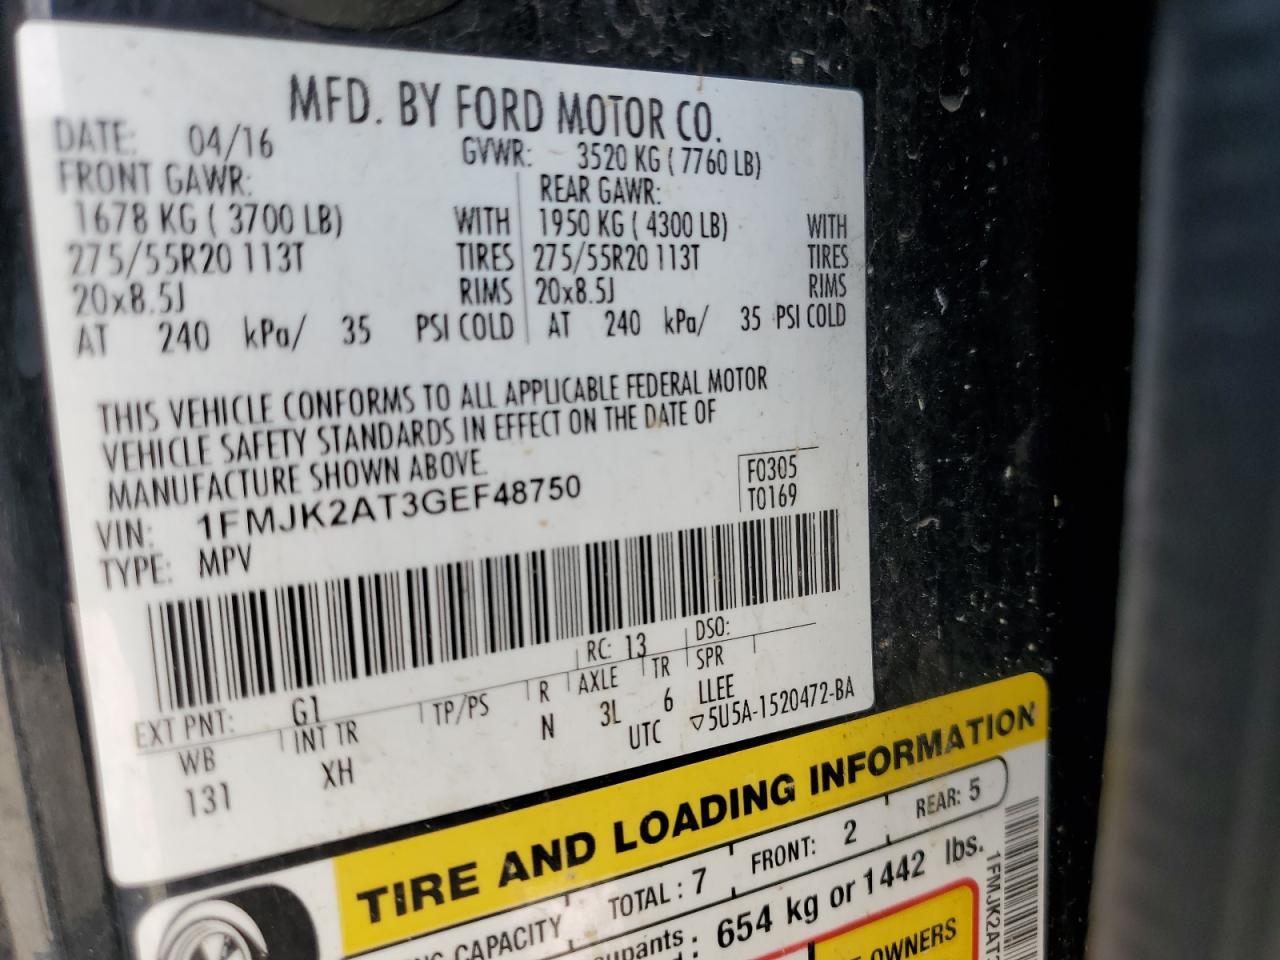 MFD. BY FORD MOTOR CO.
DATE: 04/16 GVWR: 3520 KG ( 7760 LB)
FRONT GAWR: REAR GAWR:
1678 KG ( 3700 LB) WITH 1950 KG ( 4300 LB) WITH
275/55R20 113T TIRES 275/55R20 113T TIRES
20x8.5J RIMS 20x8.5J RIMS
AT 240 kPa/ 35 PSI COLD AT 240 kPa/ 35 PSI COLD
THIS VEHICLE CONFORMS TO ALL APPLICABLE FEDERAL MOTOR
VEHICLE SAFETY STANDARDS IN EFFECT ON THE DATE OF
MANUFACTURE SHOWN ABOVE.
VIN: 1FMJK2AT3GEF48750 F0305
TYPE: MPV T0169
EXT PNT: G1 RC: 13 DSO:
WB INT TR TP/PS R AXLE TR SPR
131 XH N 3L 6 LLEE
UTC ▽5U5A-1520472-BA
TIRE AND LOADING INFORMATION
CAPACITY TOTAL : 7 FRONT: 2 REAR: 5
654 kg or 1442 lbs.
OWNERS
1FMJK2AT